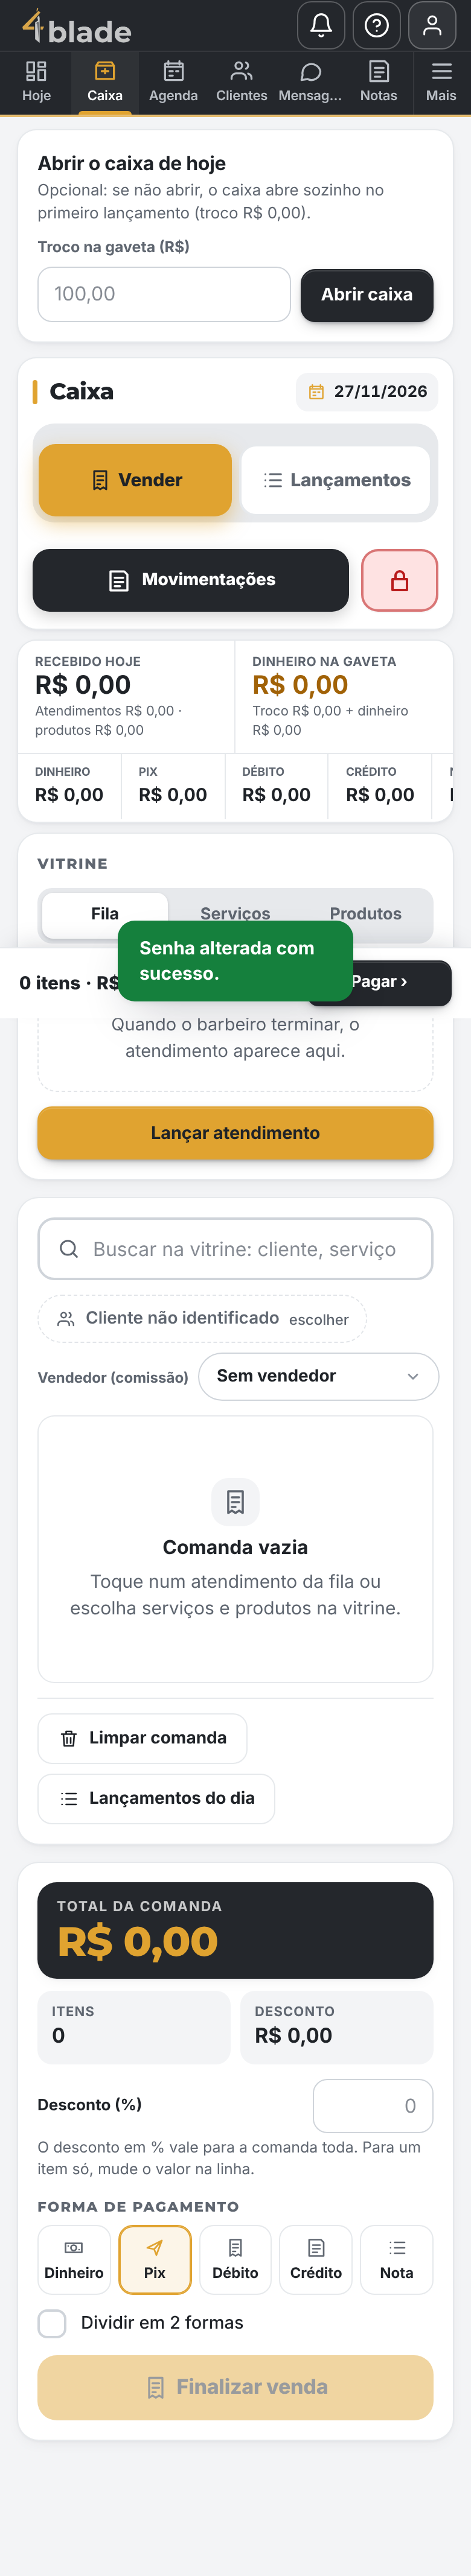 4blade
Hoje
Caixa
Agenda
Clientes
Mensag...
Notas
Mais
Abrir o caixa de hoje
Opcional: se não abrir, o caixa abre sozinho no
primeiro lançamento (troco R$ 0,00).
Troco na gaveta (R$)
100,00
Abrir caixa
Caixa
27/11/2026
Vender
Lançamentos
Movimentações
RECEBIDO HOJE
R$ 0,00
Atendimentos R$ 0,00 ·
produtos R$ 0,00
DINHEIRO NA GAVETA
R$ 0,00
Troco R$ 0,00 + dinheiro
R$ 0,00
DINHEIRO
R$ 0,00
PIX
R$ 0,00
DÉBITO
R$ 0,00
CRÉDITO
R$ 0,00
VITRINE
Fila
Serviços
Produtos
0 itens · R$
Senha alterada com
sucesso.
Pagar ›
Quando o barbeiro terminar, o
atendimento aparece aqui.
Lançar atendimento
Buscar na vitrine: cliente, serviço
Cliente não identificado escolher
Vendedor (comissão)
Sem vendedor
Comanda vazia
Toque num atendimento da fila ou
escolha serviços e produtos na vitrine.
Limpar comanda
Lançamentos do dia
TOTAL DA COMANDA
R$ 0,00
ITENS
0
DESCONTO
R$ 0,00
Desconto (%)
0
O desconto em % vale para a comanda toda. Para um
item só, mude o valor na linha.
FORMA DE PAGAMENTO
Dinheiro
Pix
Débito
Crédito
Nota
Dividir em 2 formas
Finalizar venda